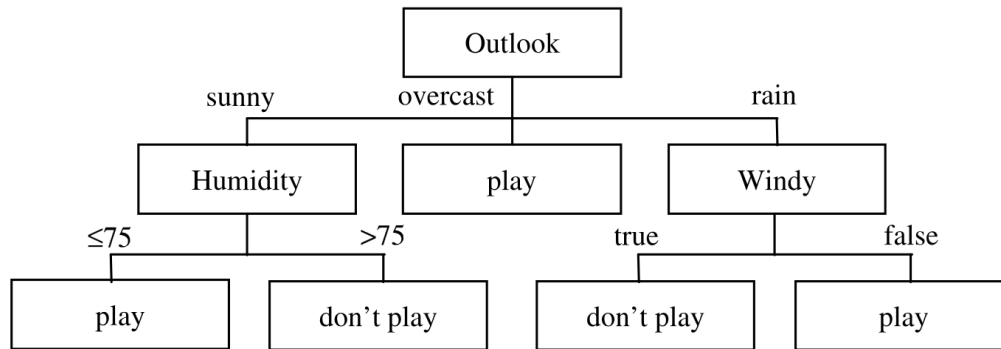 Outlook
sunny overcast rain
Humidity play Windy
≤75 >75 true false
play don't play don't play play